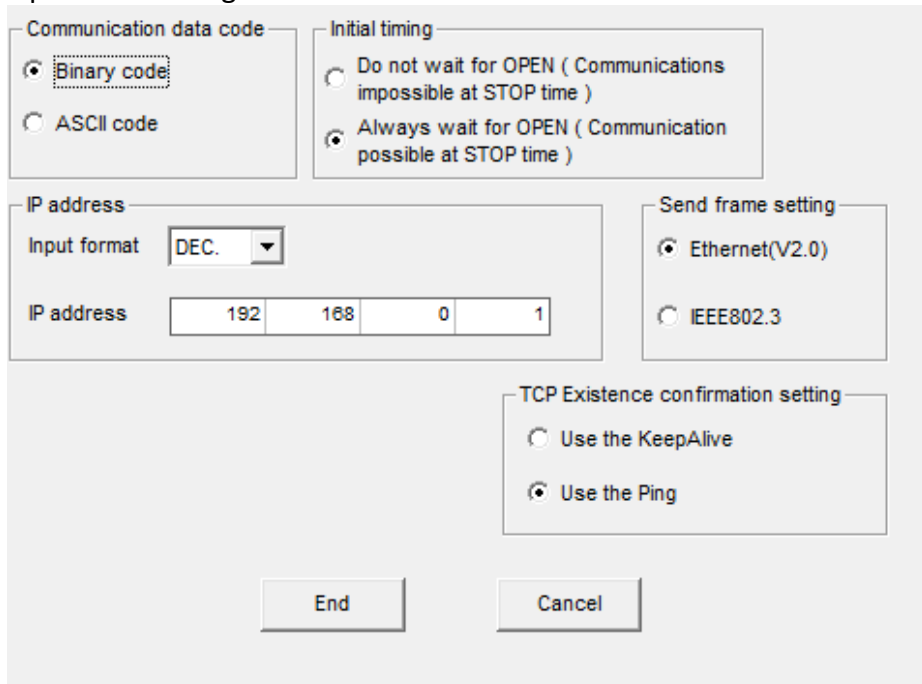 Communication data code
Initial timing
Binary code
Do not wait for OPEN ( Communications
impossible at STOP time )
ASCII code
Always wait for OPEN ( Communication
possible at STOP time )
IP address
Send frame setting
Input format DEC.
Ethernet(V2.0)
IP address 192 168 0 1
IEEE802.3
TCP Existence confirmation setting
Use the KeepAlive
Use the Ping
End Cancel